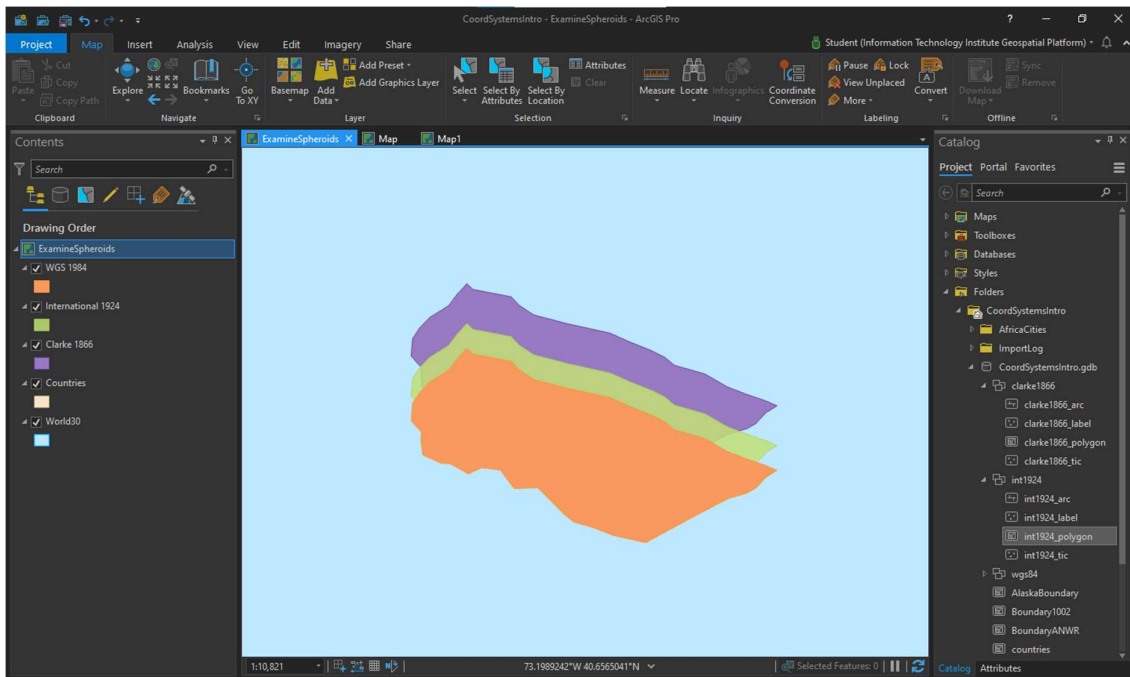 CoordSystemsIntro - ExamineSpheroids - ArcGIS Pro
?
Project Map Insert Analysis View Edit Imagery Share
Student (Information Technology Institute Geospatial Platform)
Paste
Cut
Copy
Copy Path
Clipboard
Explore
Bookmarks
Go To XY
Navigate
Basemap
Add Data
Add Preset
Add Graphics Layer
Layer
Select
Select By Attributes
Select By Location
Attributes
Clear
Selection
Measure
Locate
Infographics
Coordinate Conversion
Inquiry
Pause
Lock
View Unplaced
More
Convert
Labeling
Download Map
Sync
Remove
Offline
Contents
Search
Drawing Order
ExamineSpheroids
WGS 1984
International 1924
Clarke 1866
Countries
World30
ExamineSpheroids Map Map1
1:10,821
73.1989242°W 40.6565041°N
Selected Features: 0
Catalog
Project Portal Favorites
Search
Maps
Toolboxes
Databases
Styles
Folders
CoordSystemsIntro
AfricaCities
ImportLog
CoordSystemsIntro.gdb
clarke1866
clarke1866_arc
clarke1866_label
clarke1866_polygon
clarke1866_tic
int1924
int1924_arc
int1924_label
int1924_polygon
int1924_tic
wgs84
AlaskaBoundary
Boundary1002
BoundaryANWR
countries
Catalog Attributes